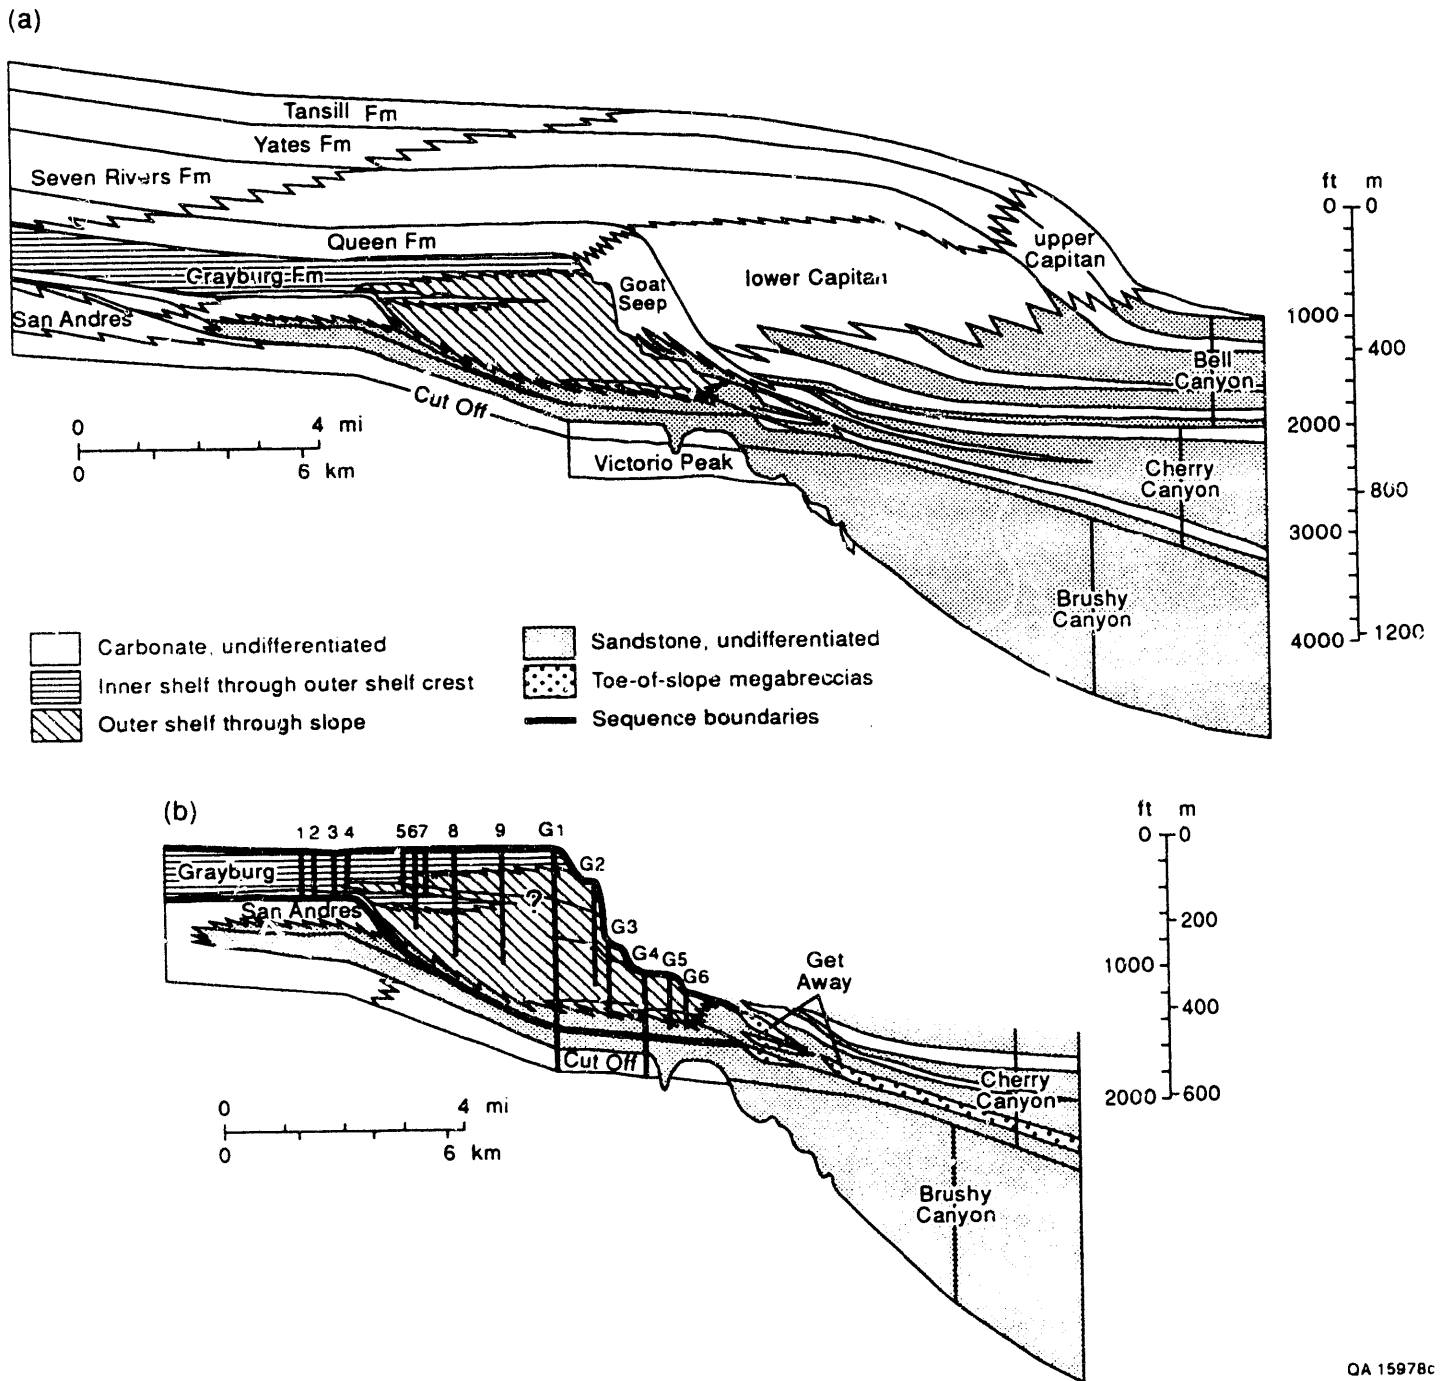 (a)
Tansill Fm
Yates Fm
Seven Rivers Fm
Queen Fm
Grayburg Fm
San Andres
Goat
Seep
lower Capitan
upper
Capitan
Bell
Canyon
Cut Off
Victorio Peak
Cherry
Canyon
Brushy
Canyon
ft m
0 0
1000
400
2000
800
3000
4000
1200
0 4 mi
0 6 km
Carbonate, undifferentiated
Inner shelf through outer shelf crest
Outer shelf through slope
Sandstone, undifferentiated
Toe-of-slope megabreccias
Sequence boundaries
(b)
1 2 3 4 5 6 7 8 9 G1
G2
G3
G4 G5
G6
Grayburg
San Andres
?
Get
Away
Cut Off
Cherry
Canyon
Brushy
Canyon
ft m
0 0
200
1000
400
2000 600
0 4 mi
0 6 km
QA 15978c